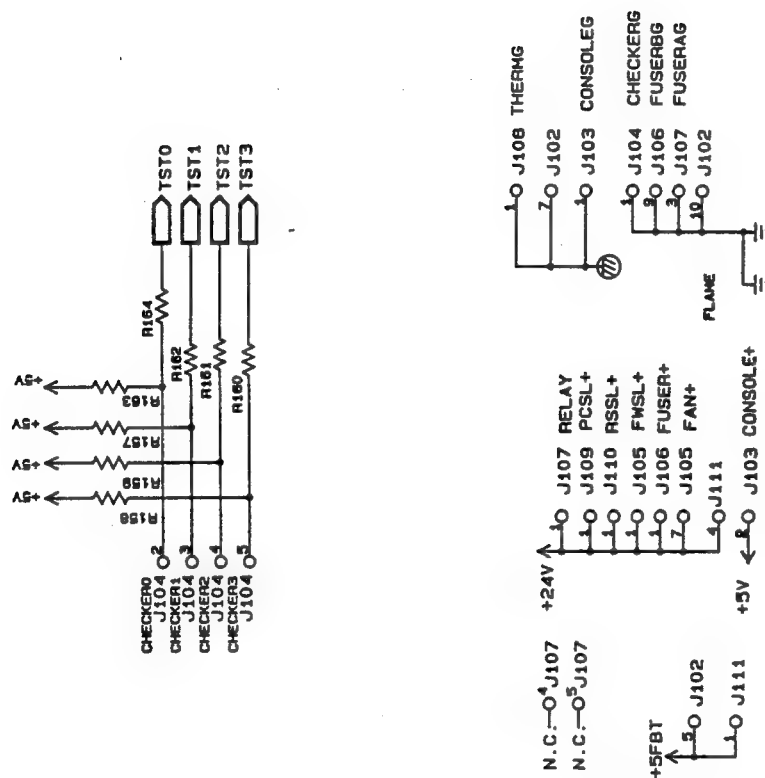 +5V
+5V
+5V
+5V
R163
R157
R159
R158
R164
R162
R161
R160
TST0
TST1
TST2
TST3
CHECKER0
J104 2
CHECKER1
J104 3
CHECKER2
J104 4
CHECKER3
J104 5
1 J108 THERMG
7 J102
1 J103 CONSOLEG
1 J104 CHECKERG
9 J106 FUSERBG
3 J107 FUSERAG
10 J102
FLAME
+24V
1 J107 RELAY
1 J109 PCSL+
1 J110 RSSL+
1 J105 FWSL+
1 J106 FUSER+
7 J105 FAN+
4 J111
+5V
2 J103 CONSOLE+
N.C. 4 J107
N.C. 5 J107
+5FBT
5 J102
1 J111